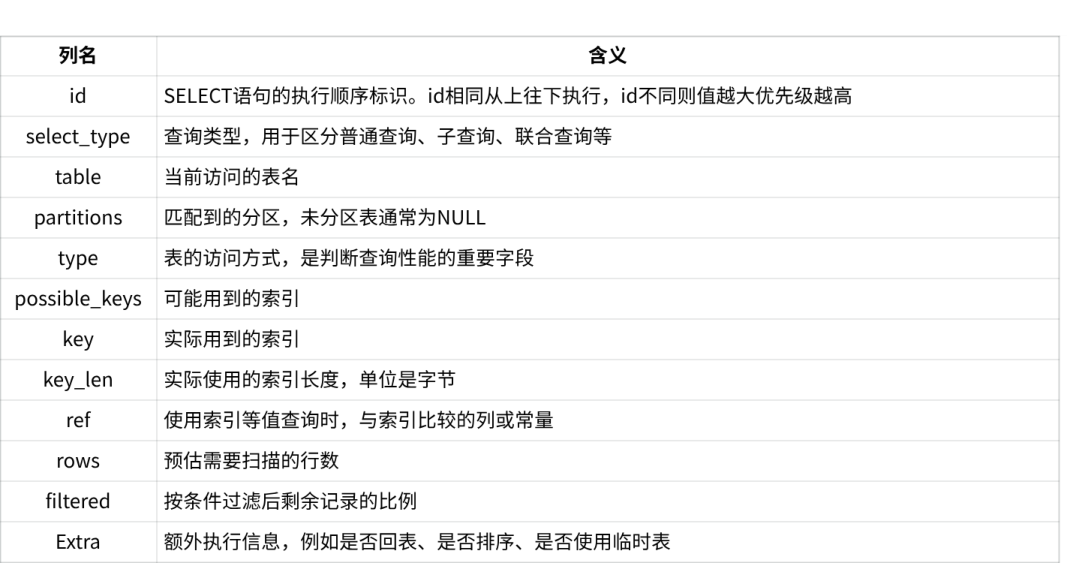 列名 含义
id SELECT语句的执行顺序标识。id相同从上往下执行，id不同则值越大优先级越高
select_type 查询类型，用于区分普通查询、子查询、联合查询等
table 当前访问的表名
partitions 匹配到的分区，未分区表通常为NULL
type 表的访问方式，是判断查询性能的重要字段
possible_keys 可能用到的索引
key 实际用到的索引
key_len 实际使用的索引长度，单位是字节
ref 使用索引等值查询时，与索引比较的列或常量
rows 预估需要扫描的行数
filtered 按条件过滤后剩余记录的比例
Extra 额外执行信息，例如是否回表、是否排序、是否使用临时表